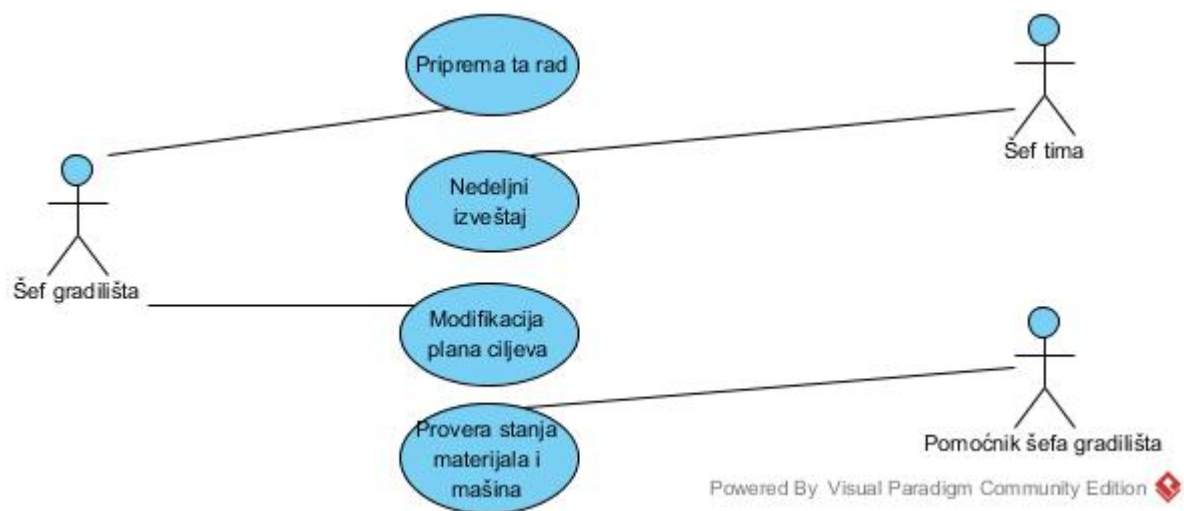 Priprema ta rad
Šef tima
Nedeljni
izveštaj
Šef gradilišta
Modifikacija
plana ciljeva
Provera stanja
materijala i
mašina
Pomoćnik šefa gradilišta
Powered By Visual Paradigm Community Edition